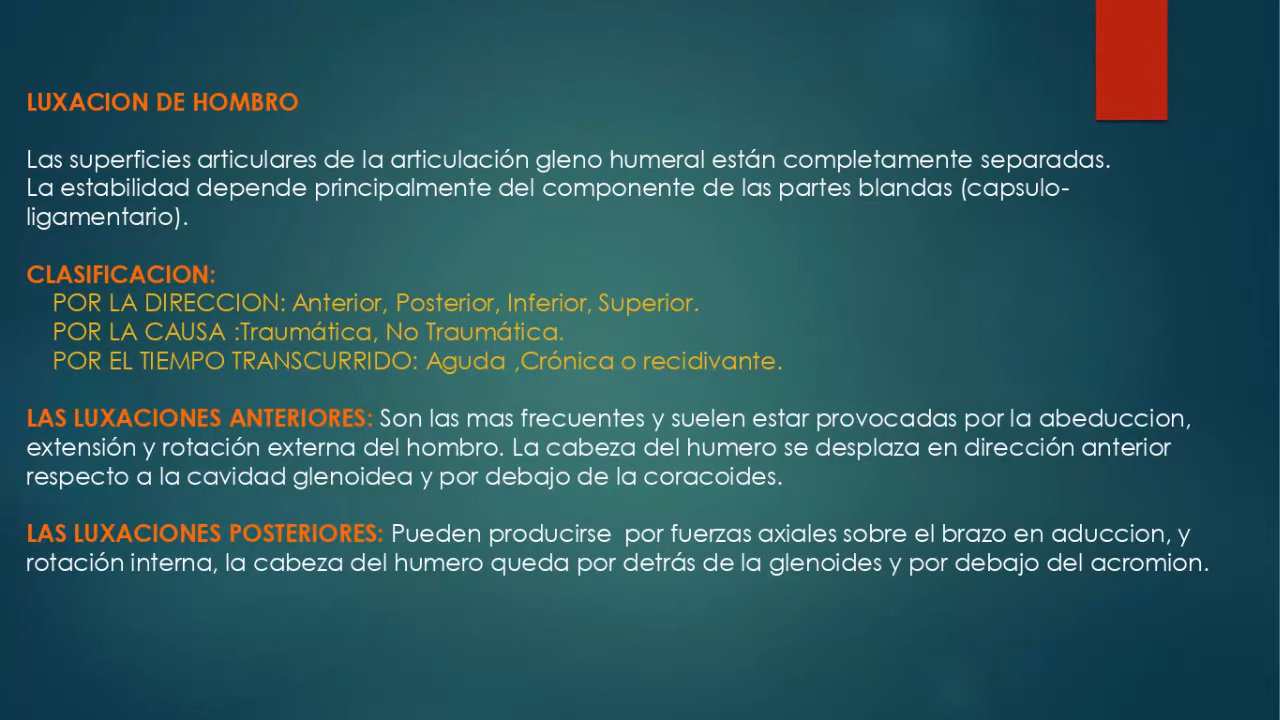 LUXACION DE HOMBRO
Las superficies articulares de la articulación gleno humeral están completamente separadas.
La estabilidad depende principalmente del componente de las partes blandas (capsulo-
ligamentario).
CLASIFICACION:
POR LA DIRECCION: Anterior, Posterior, Inferior, Superior.
POR LA CAUSA :Traumática, No Traumática.
POR EL TIEMPO TRANSCURRIDO: Aguda ,Crónica o recidivante.
LAS LUXACIONES ANTERIORES: Son las mas frecuentes y suelen estar provocadas por la abeduccion,
extensión y rotación externa del hombro. La cabeza del humero se desplaza en dirección anterior
respecto a la cavidad glenoidea y por debajo de la coracoides.
LAS LUXACIONES POSTERIORES: Pueden producirse  por fuerzas axiales sobre el brazo en aduccion, y
rotación interna, la cabeza del humero queda por detrás de la glenoides y por debajo del acromion.